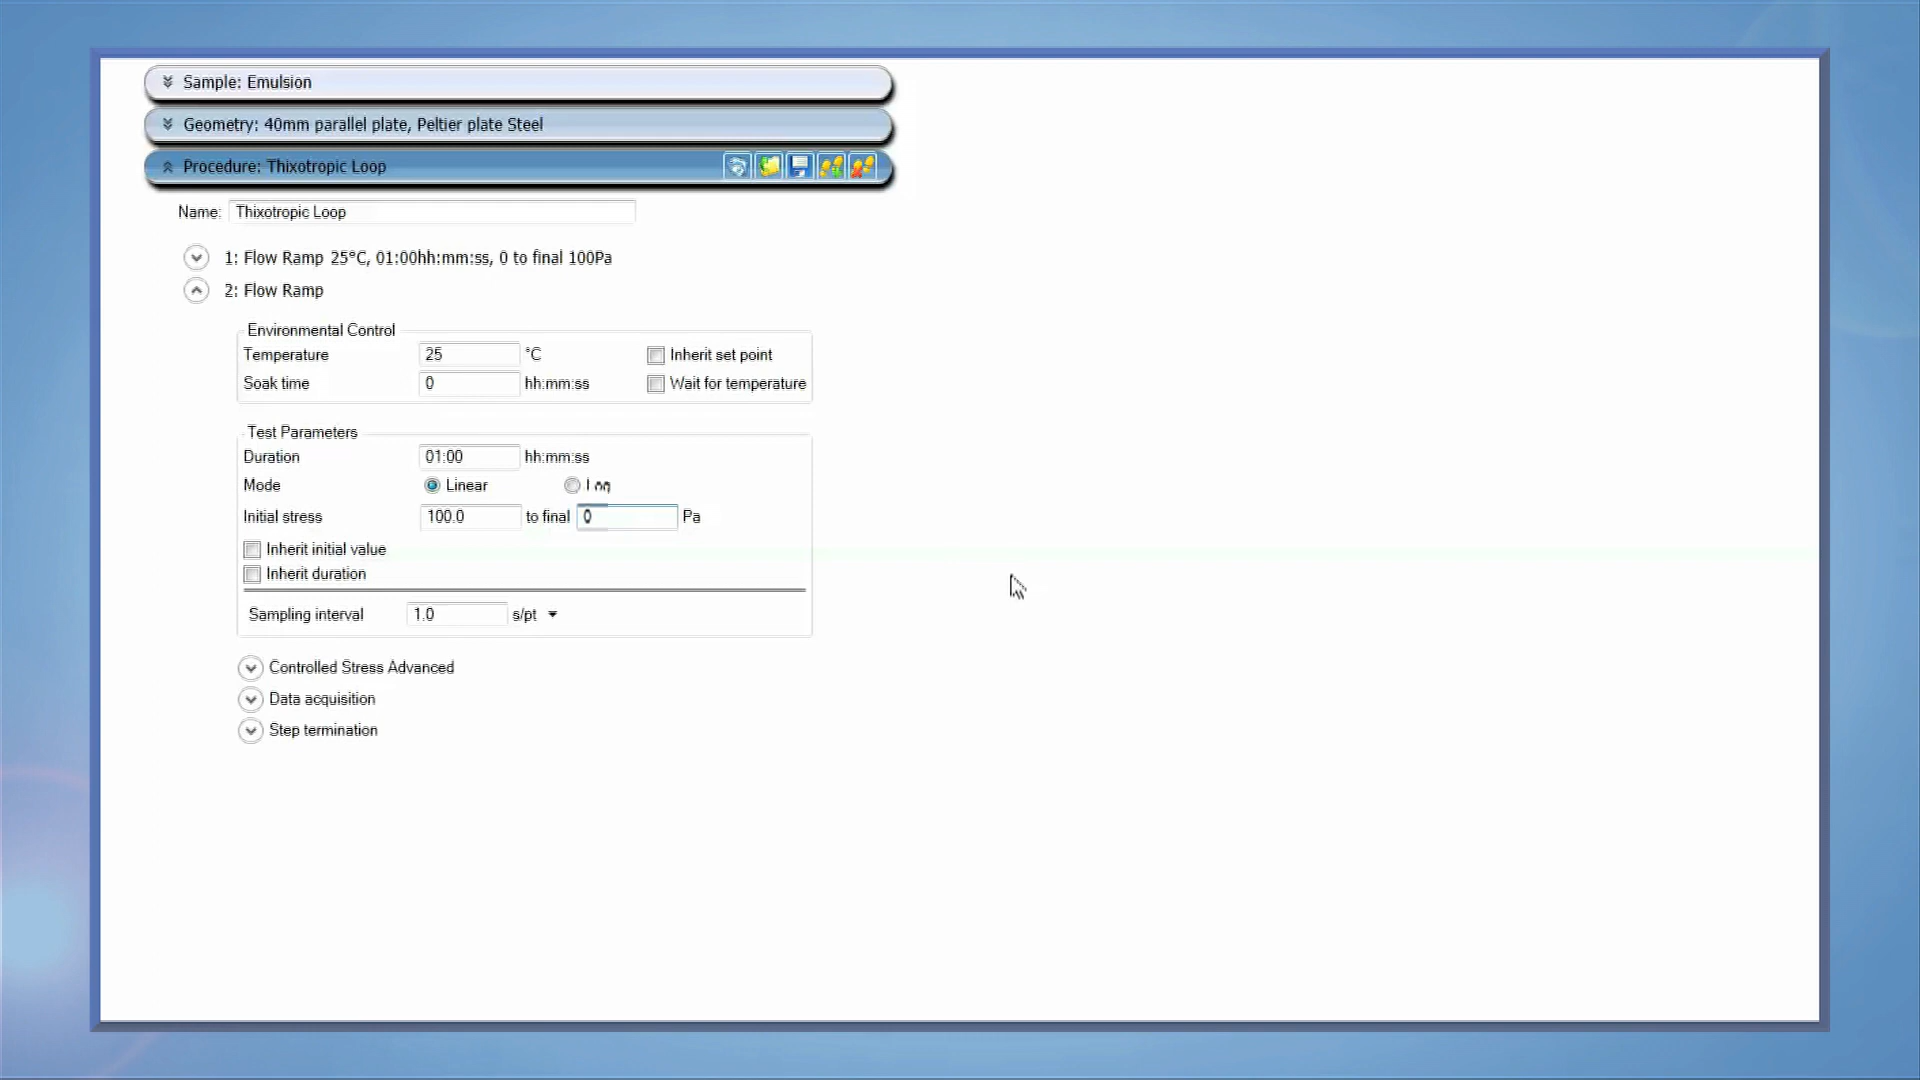 Sample: Emulsion
Geometry: 40mm parallel plate, Peltier plate Steel
Procedure: Thixotropic Loop
Name: Thixotropic Loop
1: Flow Ramp 25°C, 01:00hh:mm:ss, 0 to final 100Pa
2: Flow Ramp
Environmental Control
Temperature 25 °C Inherit set point
Soak time 0 hh:mm:ss Wait for temperature
Test Parameters
Duration 01:00 hh:mm:ss
Mode Linear Log
Initial stress 100.0 to final 0 Pa
Inherit initial value
Inherit duration
Sampling interval 1.0 s/pt
Controlled Stress Advanced
Data acquisition
Step termination